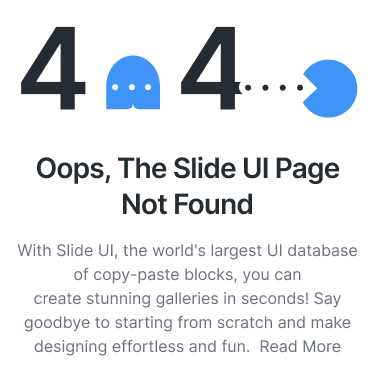 4 4
Oops, The Slide UI Page
Not Found
With Slide UI, the world's largest UI database
of copy-paste blocks, you can
create stunning galleries in seconds! Say
goodbye to starting from scratch and make
designing effortless and fun.  Read More